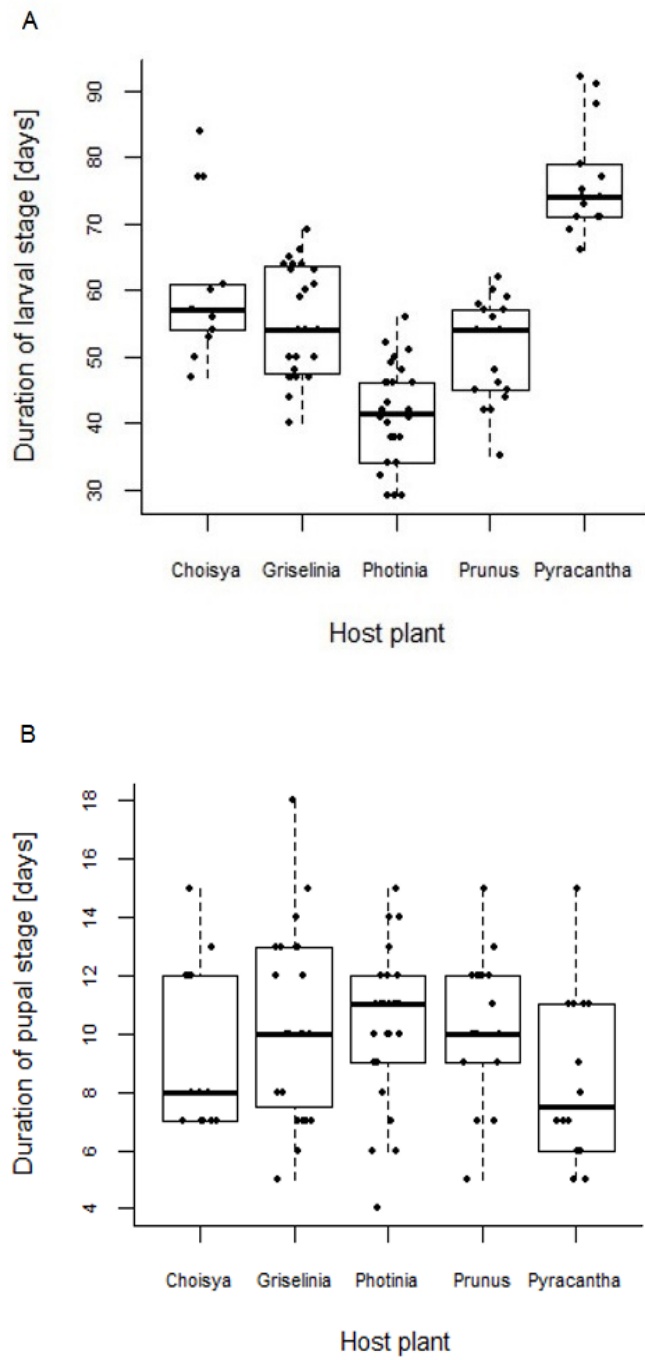 A
Duration of larval stage [days]
90
80
70
60
50
40
30
Choisya Griselinia Photinia Prunus Pyracantha
Host plant
B
Duration of pupal stage [days]
18
16
14
12
10
8
6
4
Choisya Griselinia Photinia Prunus Pyracantha
Host plant